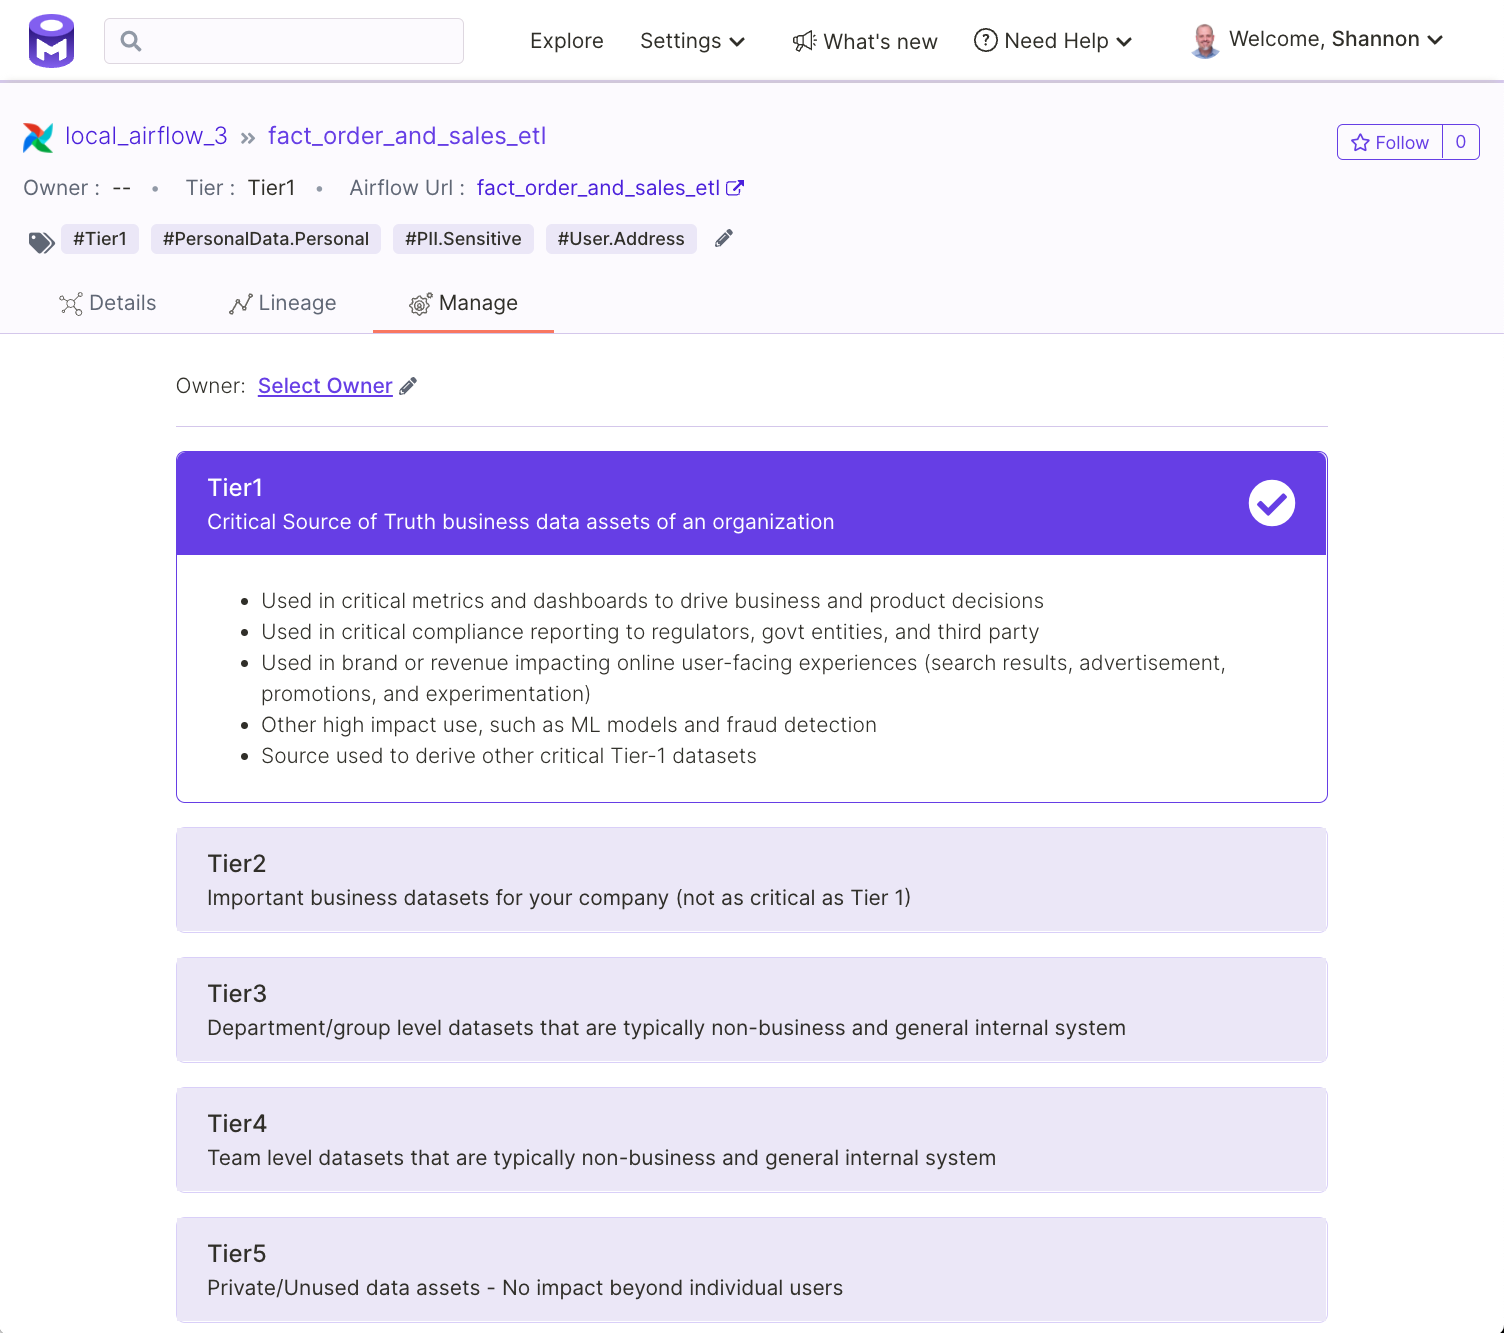 M
Explore Settings What's new Need Help Welcome, Shannon
local_airflow_3 » fact_order_and_sales_etl
Follow 0
Owner : -- • Tier : Tier1 • Airflow Url : fact_order_and_sales_etl
#Tier1 #PersonalData.Personal #PII.Sensitive #User.Address
Details Lineage Manage
Owner: Select Owner
Tier1
Critical Source of Truth business data assets of an organization
• Used in critical metrics and dashboards to drive business and product decisions
• Used in critical compliance reporting to regulators, govt entities, and third party
• Used in brand or revenue impacting online user-facing experiences (search results, advertisement,
promotions, and experimentation)
• Other high impact use, such as ML models and fraud detection
• Source used to derive other critical Tier-1 datasets
Tier2
Important business datasets for your company (not as critical as Tier 1)
Tier3
Department/group level datasets that are typically non-business and general internal system
Tier4
Team level datasets that are typically non-business and general internal system
Tier5
Private/Unused data assets - No impact beyond individual users